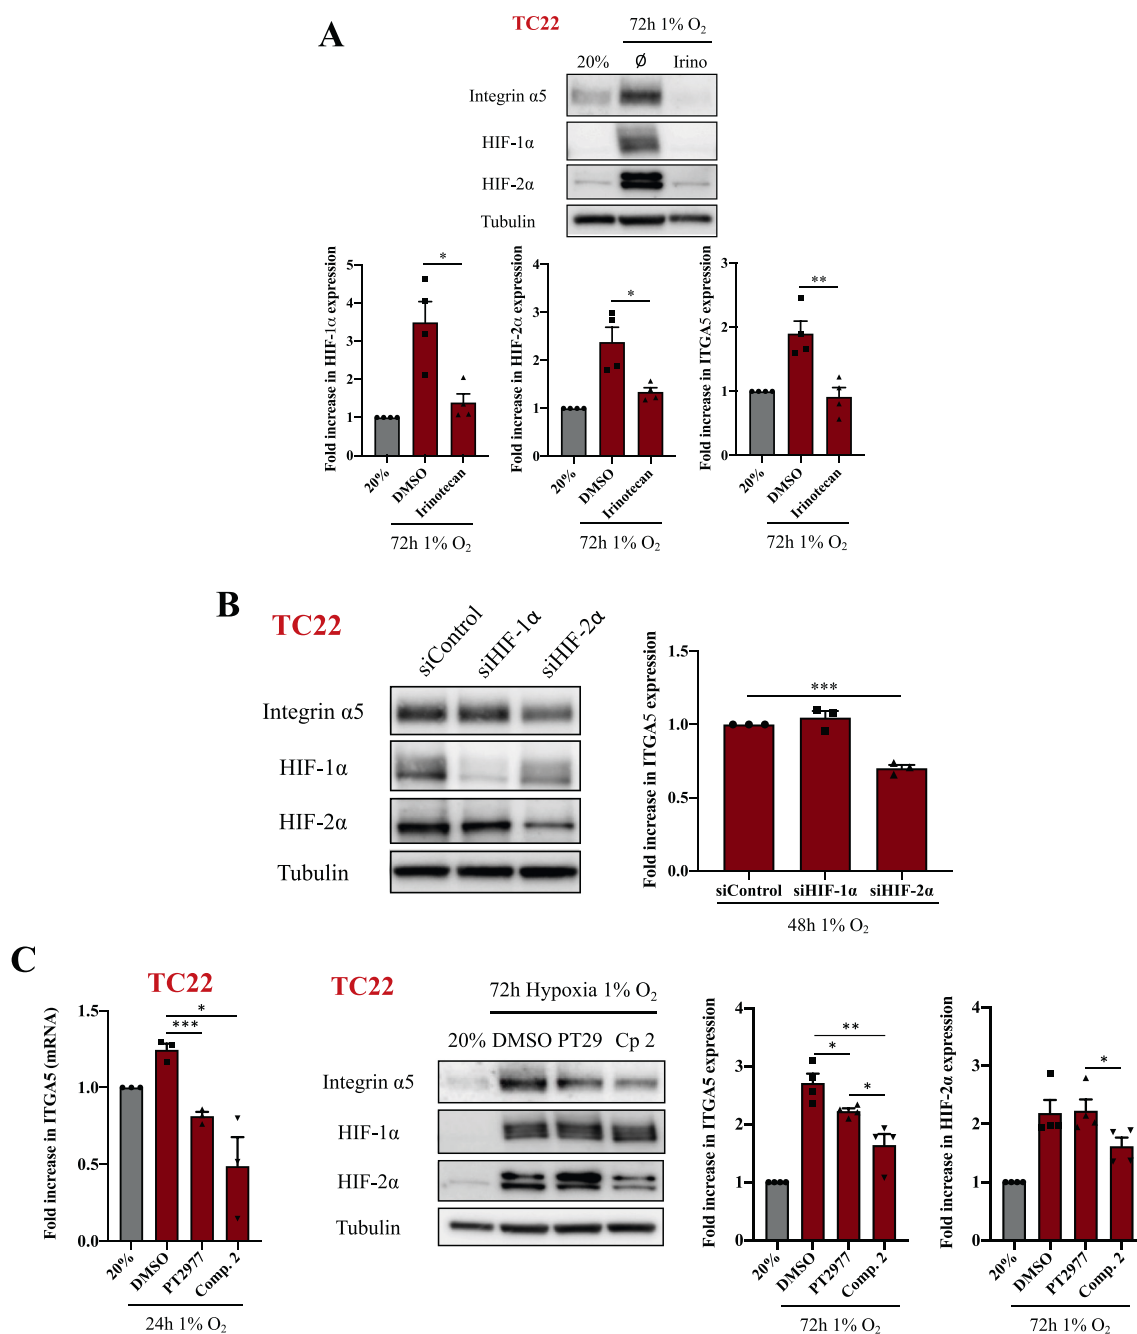 A
TC22
72h 1% O2
20% Ø Irino
Integrin α5
HIF-1α
HIF-2α
Tubulin
Fold increase in HIF-1α expression
5
4
3
2
1
0
*
20%
DMSO
Irinotecan
72h 1% O2
Fold increase in HIF-2α expression
4
3
2
1
0
*
20%
DMSO
Irinotecan
72h 1% O2
Fold increase in ITGA5 expression
3
2
1
0
**
20%
DMSO
Irinotecan
72h 1% O2
B
TC22
siControl
siHIF-1α
siHIF-2α
Integrin α5
HIF-1α
HIF-2α
Tubulin
Fold increase in ITGA5 expression
1.5
1.0
0.5
0.0
***
siControl siHIF-1α siHIF-2α
48h 1% O2
C
TC22
Fold increase in ITGA5 (mRNA)
1.5
1.0
0.5
0.0
*
***
20%
DMSO
PT2977
Comp. 2
24h 1% O2
TC22
72h Hypoxia 1% O2
20% DMSO PT29 Cp 2
Integrin α5
HIF-1α
HIF-2α
Tubulin
Fold increase in ITGA5 expression
4
3
2
1
0
**
*
*
20%
DMSO
PT2977
Comp. 2
72h 1% O2
Fold increase in HIF-2α expression
4
3
2
1
0
*
20%
DMSO
PT2977
Comp. 2
72h 1% O2